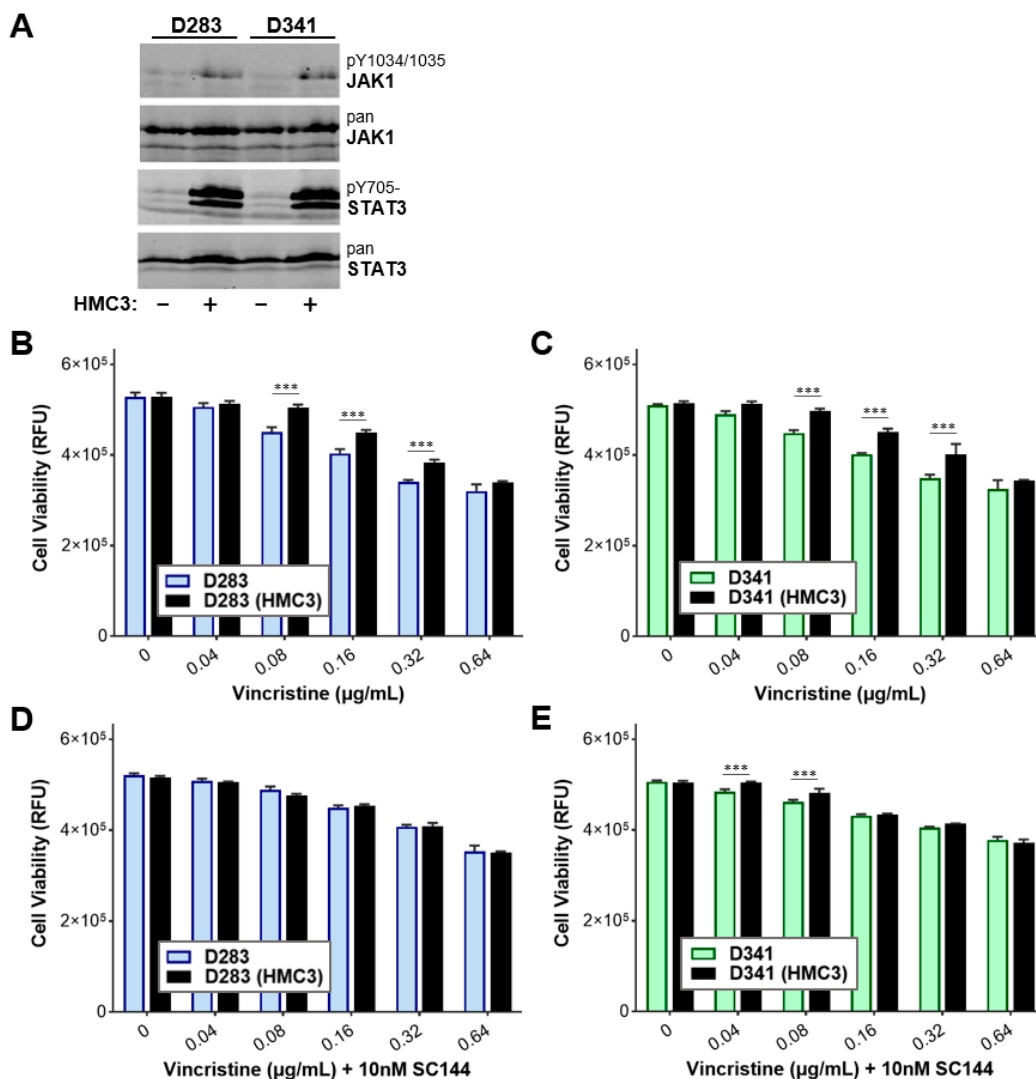 A
D283 D341
pY1034/1035
JAK1
pan
JAK1
pY705-
STAT3
pan
STAT3
HMC3: − + − +
B
6×10⁵
4×10⁵
2×10⁵
0
Cell Viability (RFU)
*** *** ***
D283
D283 (HMC3)
0 0.04 0.08 0.16 0.32 0.64
Vincristine (µg/mL)
C
6×10⁵
4×10⁵
2×10⁵
0
Cell Viability (RFU)
*** *** ***
D341
D341 (HMC3)
0 0.04 0.08 0.16 0.32 0.64
Vincristine (µg/mL)
D
6×10⁵
4×10⁵
2×10⁵
0
Cell Viability (RFU)
D283
D283 (HMC3)
0 0.04 0.08 0.16 0.32 0.64
Vincristine (µg/mL) + 10nM SC144
E
6×10⁵
4×10⁵
2×10⁵
0
Cell Viability (RFU)
*** ***
D341
D341 (HMC3)
0 0.04 0.08 0.16 0.32 0.64
Vincristine (µg/mL) + 10nM SC144